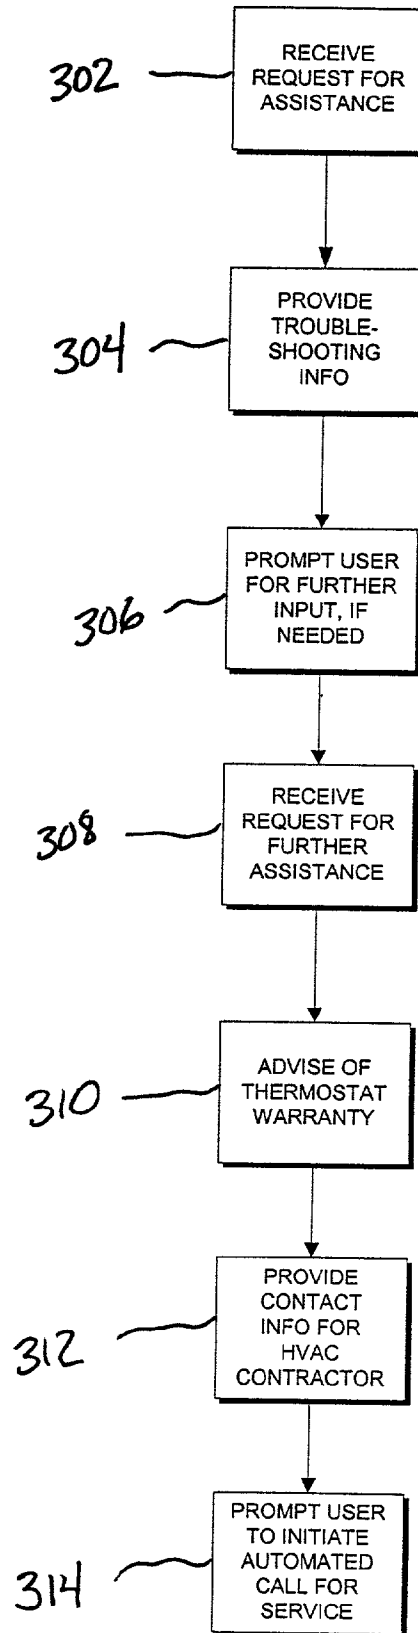 302
RECEIVE
REQUEST FOR
ASSISTANCE
304
PROVIDE
TROUBLE-
SHOOTING
INFO
306
PROMPT USER
FOR FURTHER
INPUT, IF
NEEDED
308
RECEIVE
REQUEST FOR
FURTHER
ASSISTANCE
310
ADVISE OF
THERMOSTAT
WARRANTY
312
PROVIDE
CONTACT
INFO FOR
HVAC
CONTRACTOR
314
PROMPT USER
TO INITIATE
AUTOMATED
CALL FOR
SERVICE